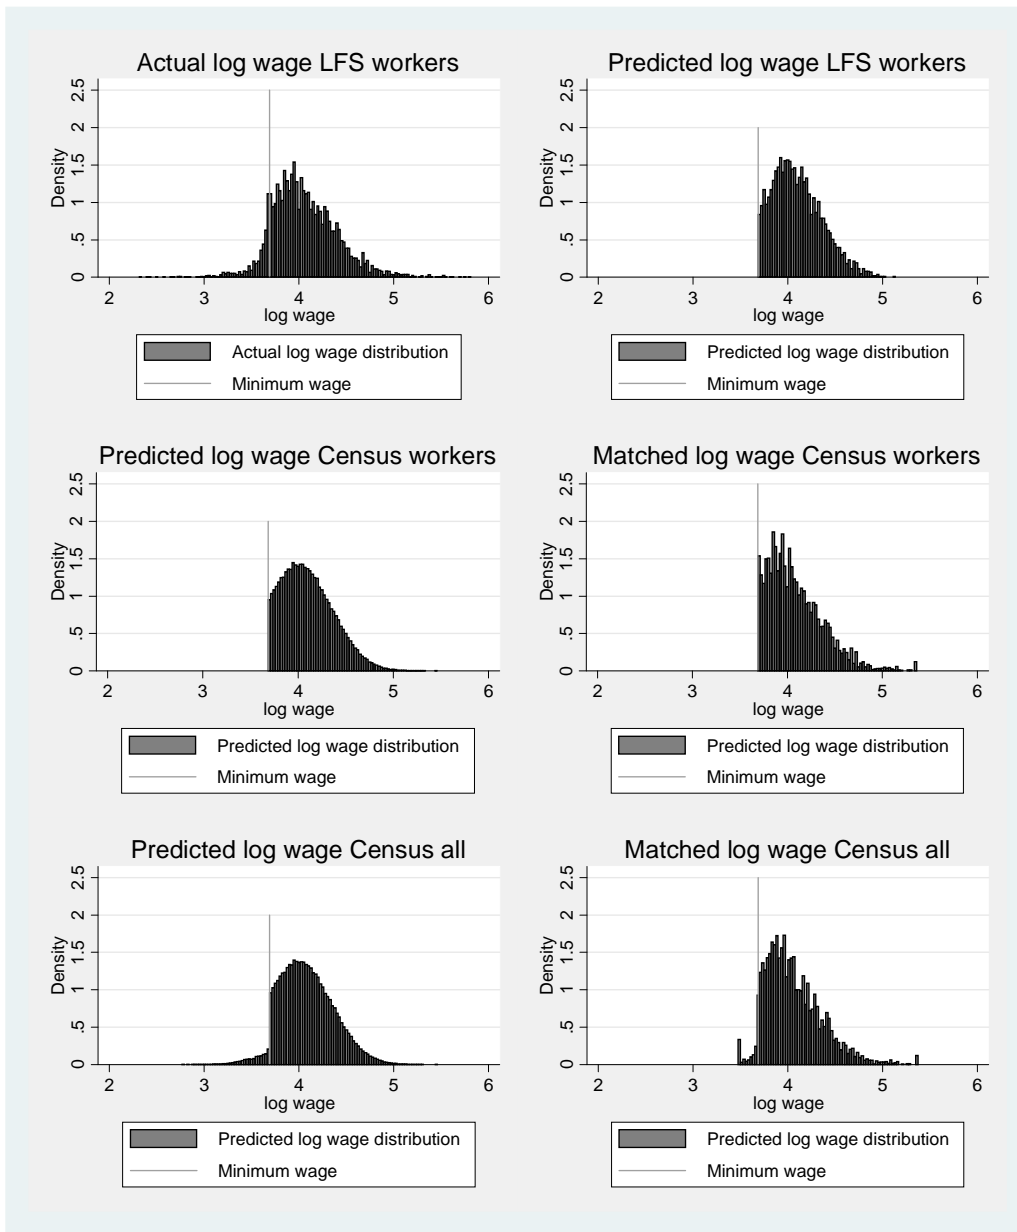 Actual log wage LFS workers
Density
0 .5 1 1.5 2 2.5
2 3 4 5 6
log wage
Actual log wage distribution
Minimum wage
Predicted log wage LFS workers
Density
0 .5 1 1.5 2 2.5
2 3 4 5 6
log wage
Predicted log wage distribution
Minimum wage
Predicted log wage Census workers
Density
0 .5 1 1.5 2 2.5
2 3 4 5 6
log wage
Predicted log wage distribution
Minimum wage
Matched log wage Census workers
Density
0 .5 1 1.5 2 2.5
2 3 4 5 6
log wage
Predicted log wage distribution
Minimum wage
Predicted log wage Census all
Density
0 .5 1 1.5 2 2.5
2 3 4 5 6
log wage
Predicted log wage distribution
Minimum wage
Matched log wage Census all
Density
0 .5 1 1.5 2 2.5
2 3 4 5 6
log wage
Predicted log wage distribution
Minimum wage